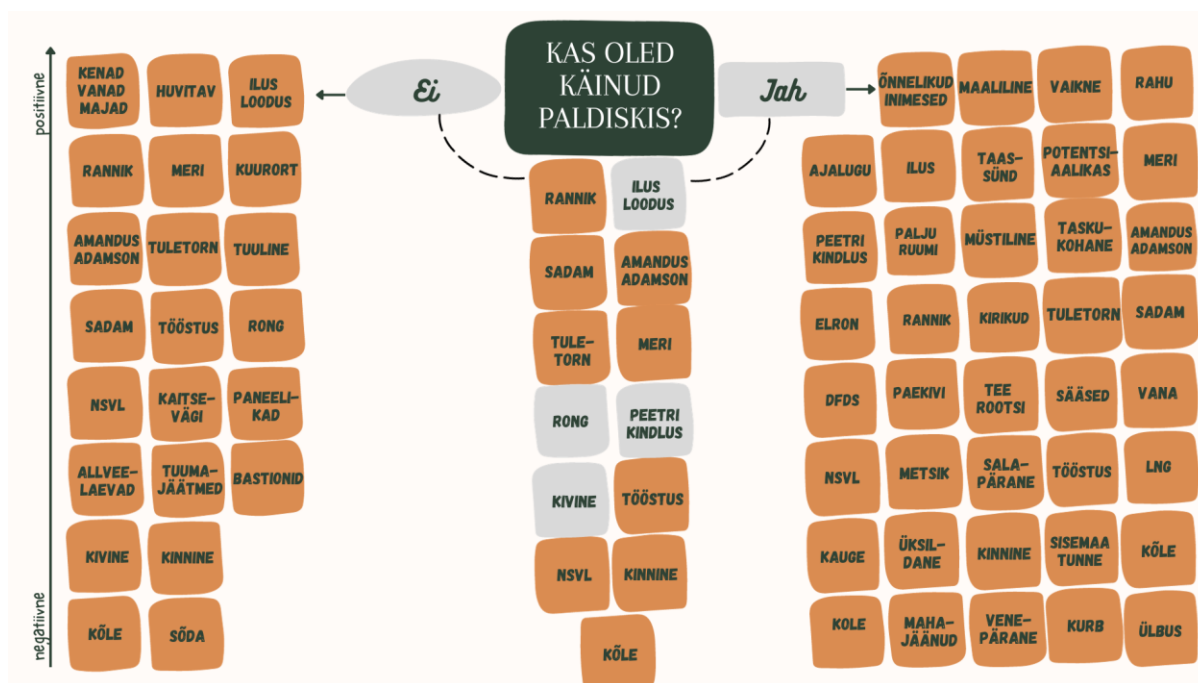 KAS OLED
KÄINUD
PALDISKIS?
Ei
Jah
positiivne
negatiivne
KENAD
VANAD
MAJAD
HUVITAV
ILUS
LOODUS
RANNIK
MERI
KUURORT
AMANDUS
ADAMSON
TULETORN
TUULINE
SADAM
TÖÖSTUS
RONG
NSVL
KAITSE-
VÄGI
PANEELI-
KAD
ALLVEE-
LAEVAD
TUUMA-
JÄÄTMED
BASTIONID
KIVINE
KINNINE
KÕLE
SÕDA
RANNIK
ILUS
LOODUS
SADAM
AMANDUS
ADAMSON
TULE-
TORN
MERI
RONG
PEETRI
KINDLUS
KIVINE
TÖÖSTUS
NSVL
KINNINE
KÕLE
ÕNNELIKUD
INIMESED
MAALILINE
VAIKNE
RAHU
AJALUGU
ILUS
TAAS-
SÜND
POTENTSI-
AALIKAS
MERI
PEETRI
KINDLUS
PALJU
RUUMI
MÜSTILINE
TASKU-
KOHANE
AMANDUS
ADAMSON
ELRON
RANNIK
KIRIKUD
TULETORN
SADAM
DFDS
PAEKIVI
TEE
ROOTSI
SÄÄSED
VANA
NSVL
METSIK
SALA-
PÄRANE
TÖÖSTUS
LNG
KAUGE
ÜKSIL-
DANE
KINNINE
SISEMAA
TUNNE
KÕLE
KOLE
MAHA-
JÄÄNUD
VENE-
PÄRANE
KURB
ÜLBUS